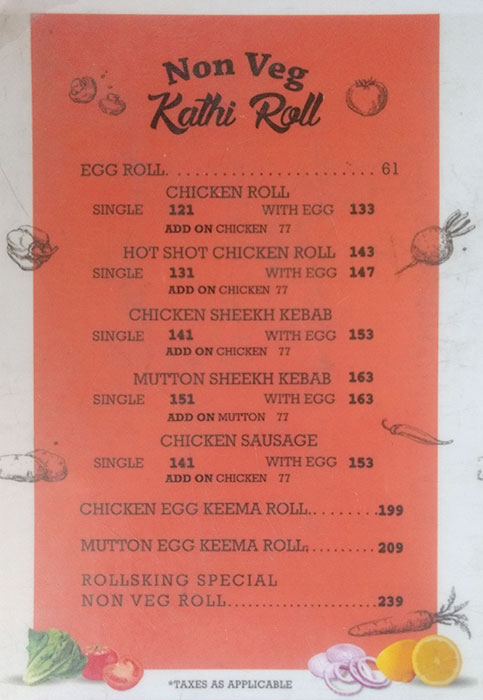 Non Veg
Kathi Roll
EGG ROLL. . . . . . . . . . . . . . . . . . . . . . . . 61
CHICKEN ROLL
SINGLE 121 WITH EGG 133
ADD ON CHICKEN 77
HOT SHOT CHICKEN ROLL 143
SINGLE 131 WITH EGG 147
ADD ON CHICKEN 77
CHICKEN SHEEKH KEBAB
SINGLE 141 WITH EGG 153
ADD ON CHICKEN 77
MUTTON SHEEKH KEBAB 163
SINGLE 151 WITH EGG 163
ADD ON MUTTON 77
CHICKEN SAUSAGE
SINGLE 141 WITH EGG 153
ADD ON CHICKEN 77
CHICKEN EGG KEEMA ROLL..........199
MUTTON EGG KEEMA ROLL..........209
ROLLSKING SPECIAL
NON VEG ROLL......................239
*TAXES AS APPLICABLE